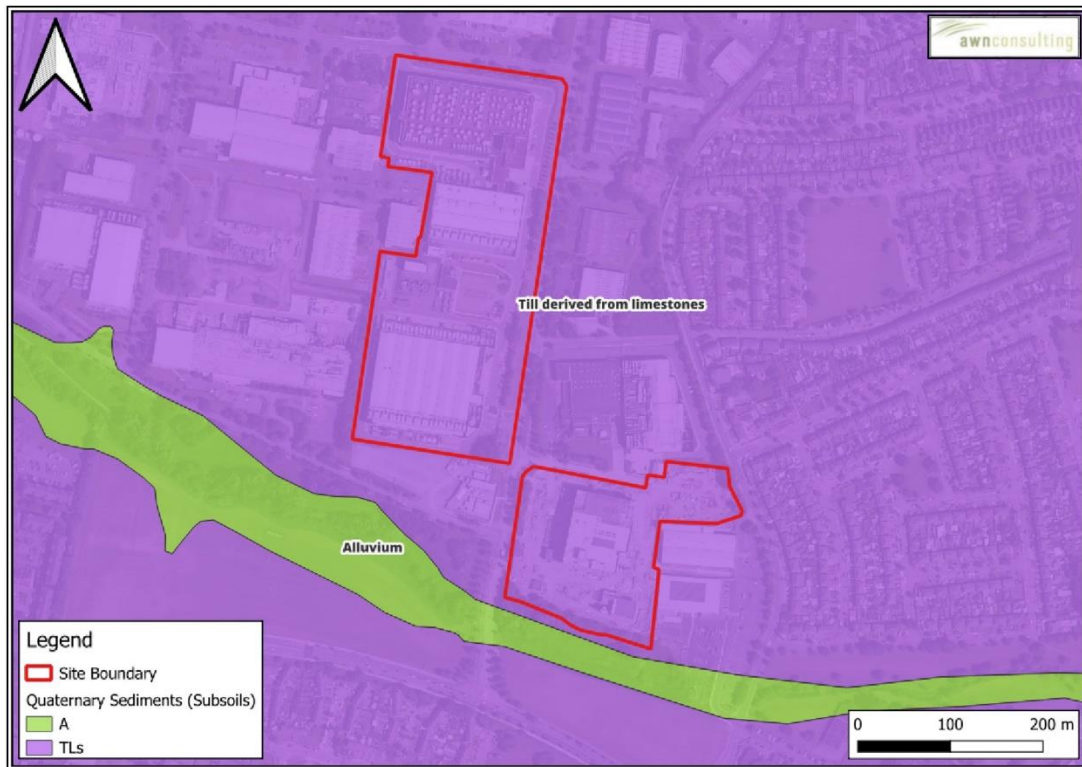 awnconsulting
Till derived from limestones
Alluvium
Legend
Site Boundary
Quaternary Sediments (Subsoils)
A
TLs
0 100 200 m